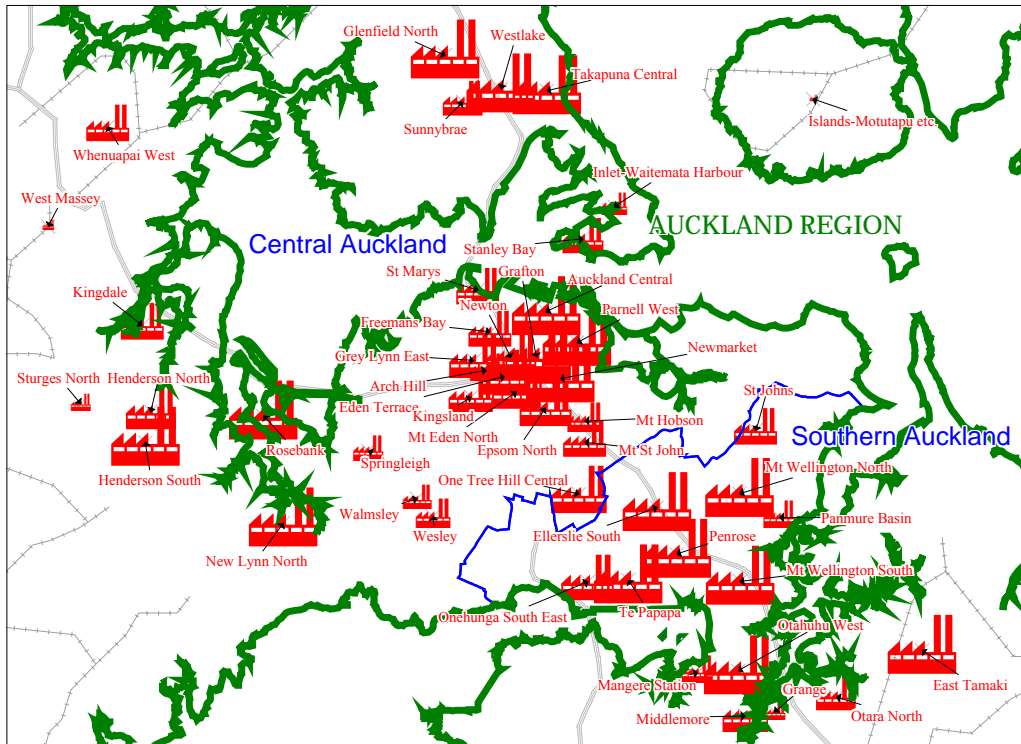 Glenfield North
Westlake
Takapuna Central
Sunnybrae
Islands-Motutapu etc.
Whenuapai West
Inlet-Waitemata Harbour
West Massey
AUCKLAND REGION
Central Auckland
Stanley Bay
St Marys
Grafton
Auckland Central
Kingdale
Newton
Parnell West
Freemans Bay
Grey Lynn East
Newmarket
Sturges North
Henderson North
Arch Hill
St Johns
Eden Terrace
Kingsland
Mt Hobson
Mt Eden North
Southern Auckland
Rosebank
Epsom North
Mt St John
Springleigh
Mt Wellington North
Henderson South
One Tree Hill Central
Walmsley
Wesley
Ellerslie South
Panmure Basin
New Lynn North
Penrose
Mt Wellington South
Onehunga South East
Te Papapa
Otahuhu West
Mangere Station
East Tamaki
Grange
Middlemore
Otara North